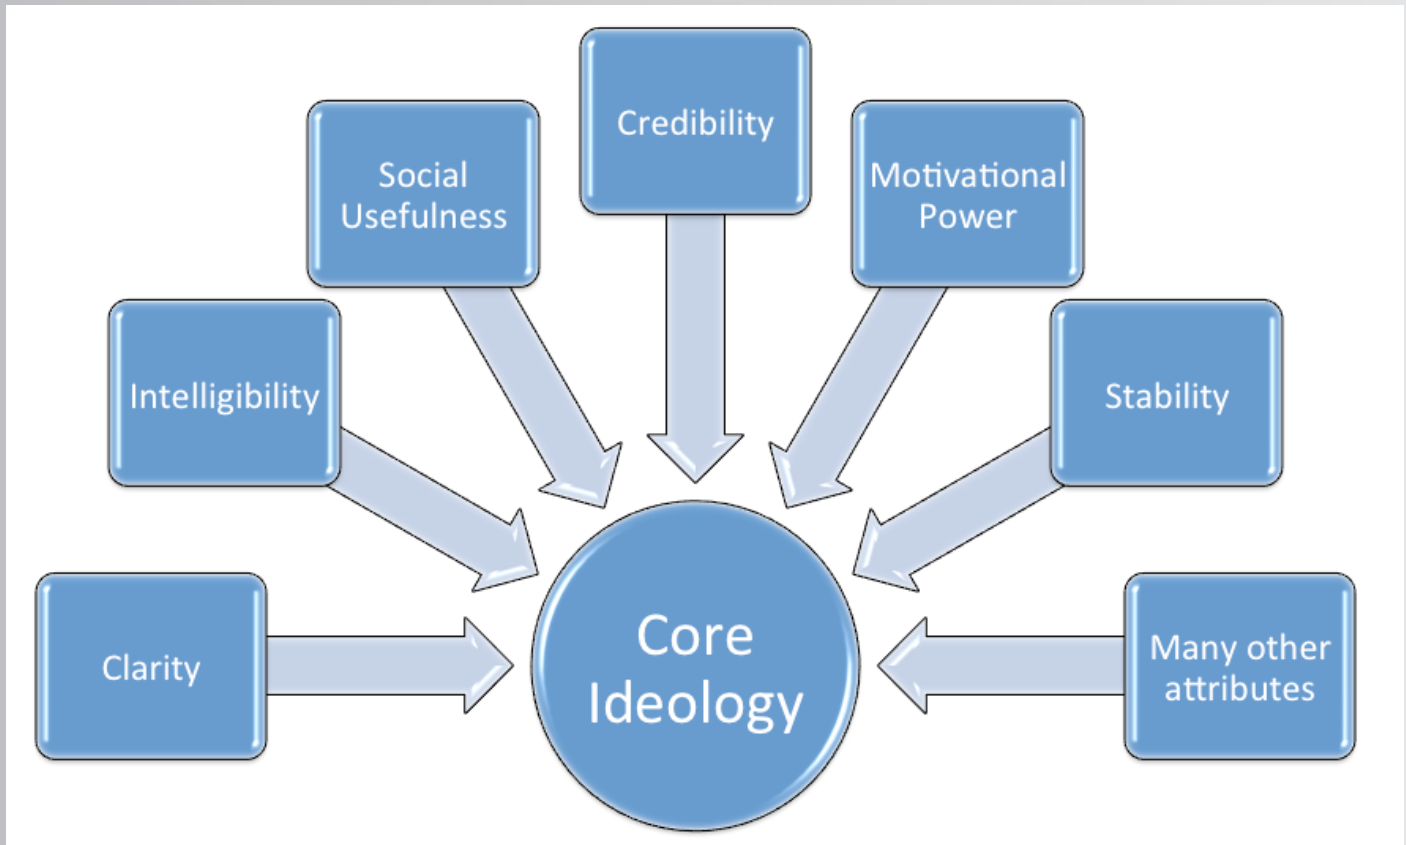 Credibility
Social
Usefulness
Motivational
Power
Intelligibility
Stability
Clarity
Core
Ideology
Many other
attributes